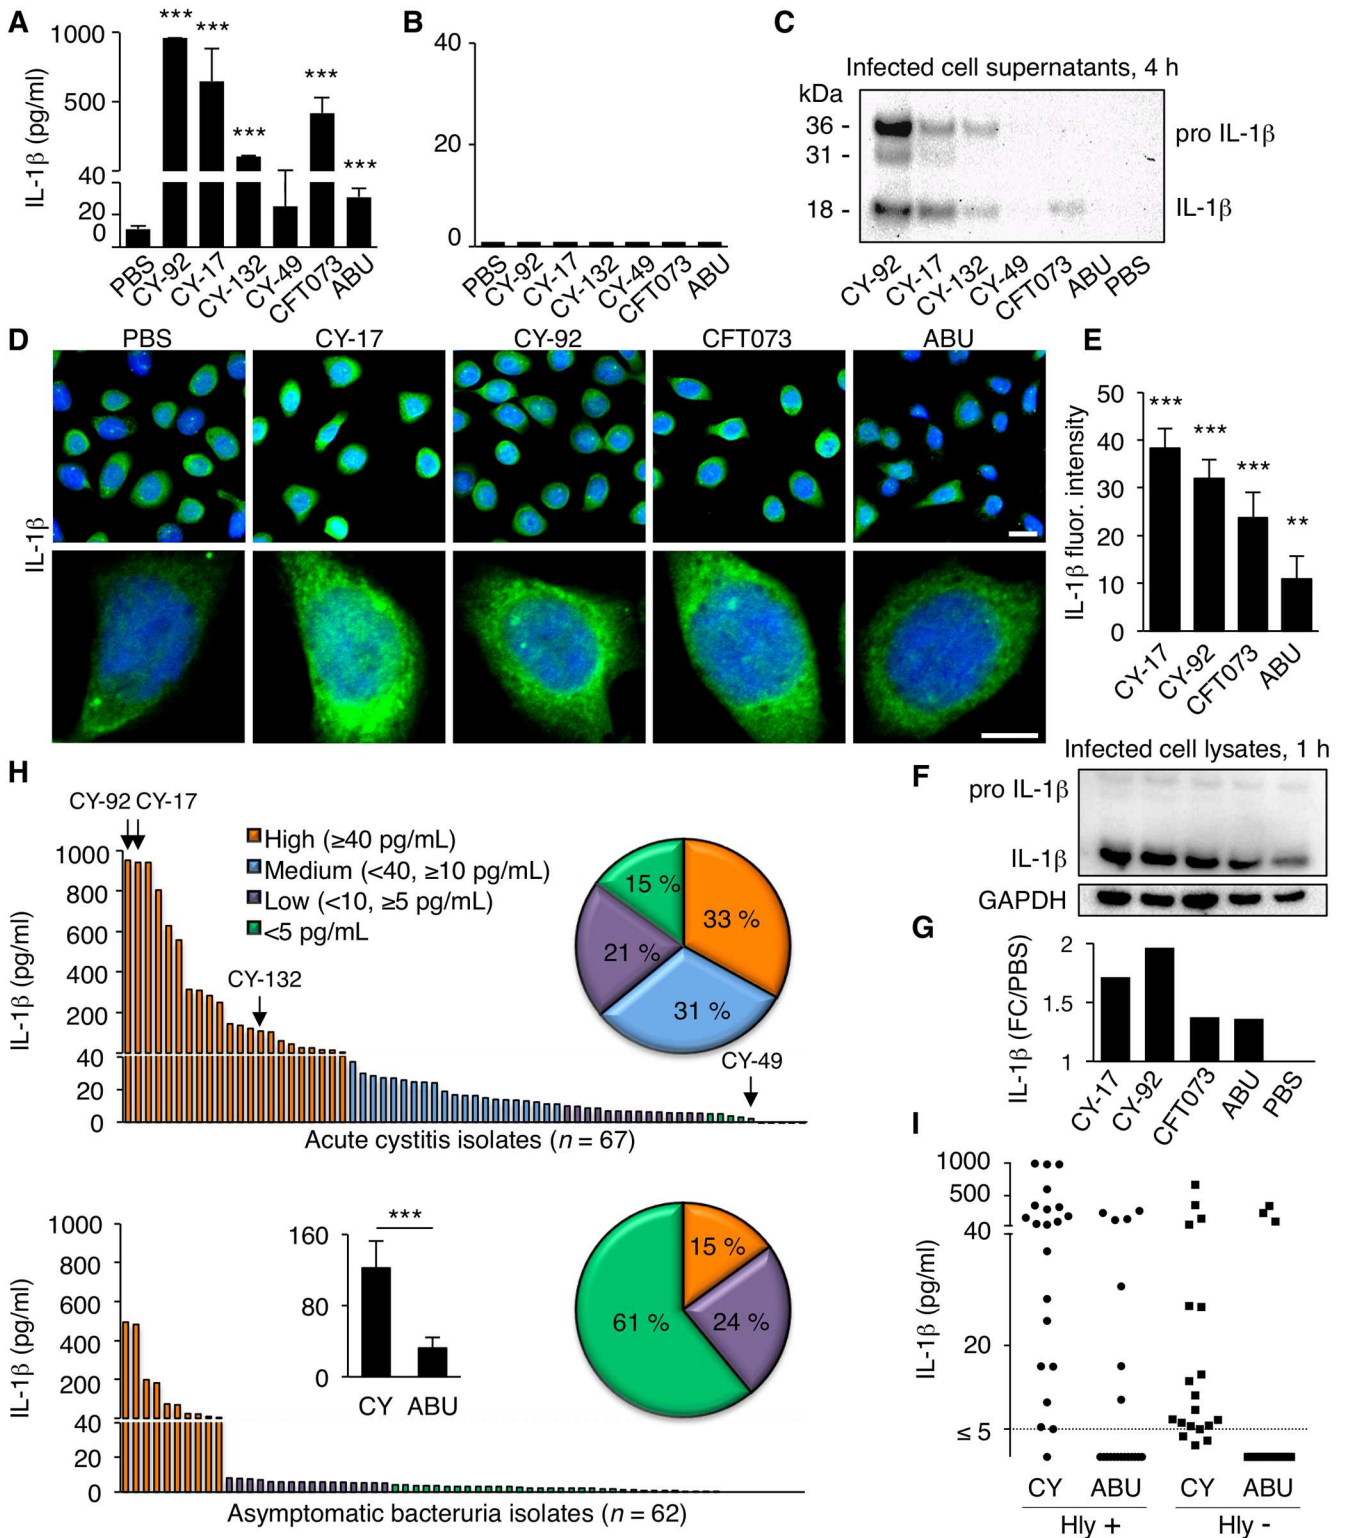 A
IL-1β (pg/ml)
1000
500
40
20
0
***
***
***
***
***
PBS
CY-92
CY-17
CY-132
CY-49
CFT073
ABU
B
40
20
0
PBS
CY-92
CY-17
CY-132
CY-49
CFT073
ABU
C
Infected cell supernatants, 4 h
kDa
36 -
31 -
18 -
pro IL-1β
IL-1β
CY-92
CY-17
CY-132
CY-49
CFT073
ABU
PBS
D
PBS
CY-17
CY-92
CFT073
ABU
IL-1β
E
IL-1β fluor. intensity
50
40
30
20
10
0
***
***
***
**
CY-17
CY-92
CFT073
ABU
F
Infected cell lysates, 1 h
pro IL-1β
IL-1β
GAPDH
G
IL-1β (FC/PBS)
2
1.5
1
CY-17
CY-92
CFT073
ABU
PBS
H
CY-92 CY-17
IL-1β (pg/ml)
1000
800
600
400
200
40
20
0
High (≥40 pg/mL)
Medium (<40, ≥10 pg/mL)
Low (<10, ≥5 pg/mL)
<5 pg/mL
CY-132
CY-49
15 %
33 %
21 %
31 %
Acute cystitis isolates (n = 67)
IL-1β (pg/ml)
1000
800
600
400
200
40
20
0
160
80
0
***
CY ABU
15 %
24 %
61 %
Asymptomatic bacteruria isolates (n = 62)
I
IL-1β (pg/ml)
1000
500
40
20
≤ 5
CY ABU CY ABU
Hly + Hly -